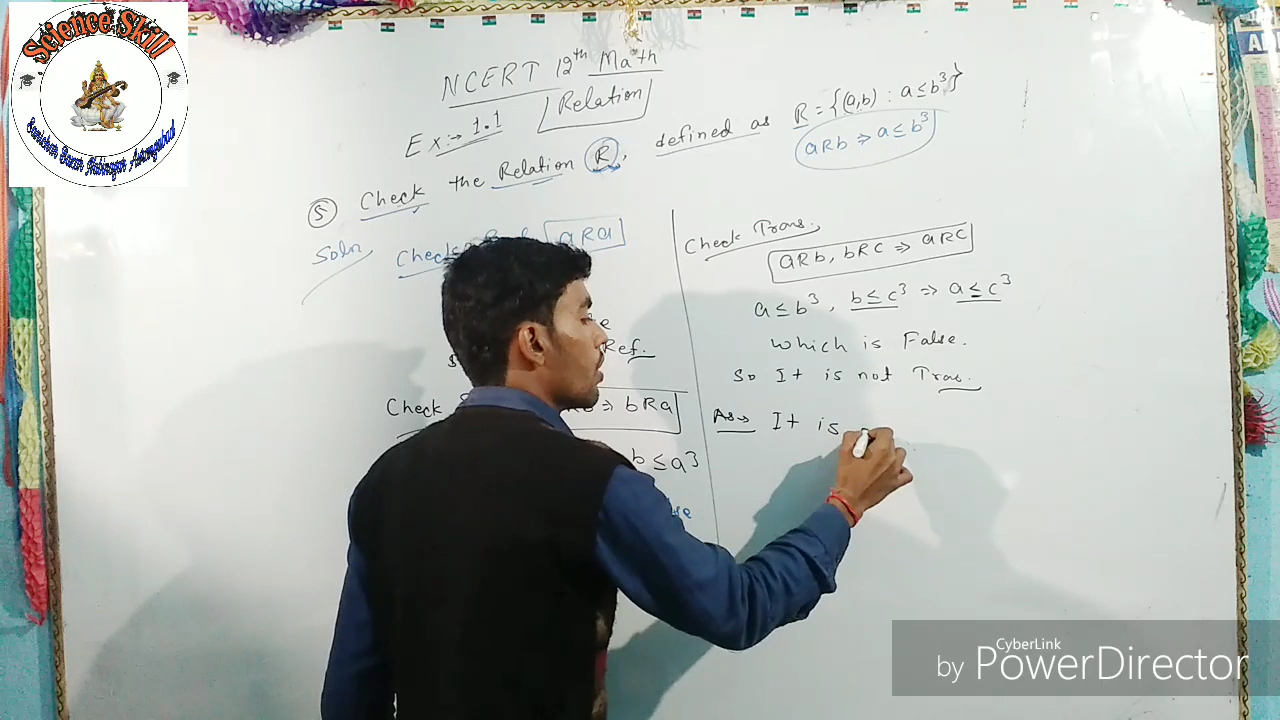 Science Skill
NCERT 12th Math
Relation
Ex:→ 1.1
⑤ Check the Relation R, defined as R = {(a,b) : a ≤ b³}
aRb ⇒ a ≤ b³
Soln
aRa
Ref.
Check
⇒ bRa
b ≤ a³
Check Trans.,
aRb, bRc ⇒ aRc
a ≤ b³, b ≤ c³ ⇒ a ≤ c³
Which is False.
So It is not Tras.
As→ It is
CyberLink
by PowerDirector